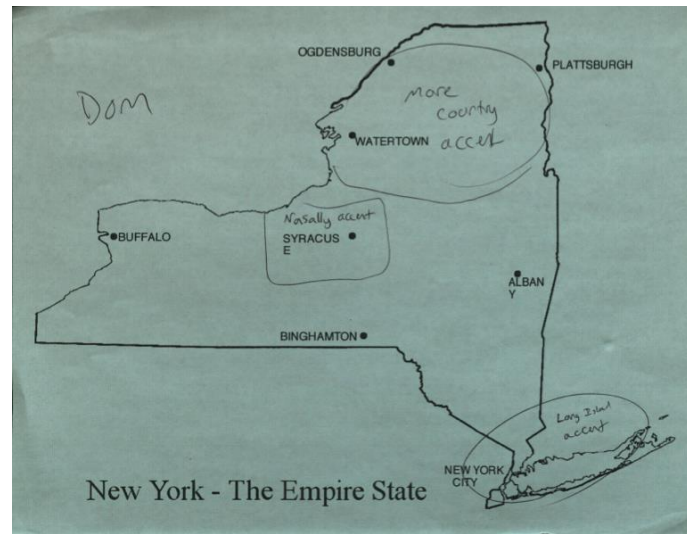 OGDENSBURG
PLATTSBURGH
Dom
more
country
accent
WATERTOWN
Nasally accent
BUFFALO
SYRACUS
E
ALBAN
Y
BINGHAMTON
Long Island
accent
NEW YORK
CITY
New York - The Empire State